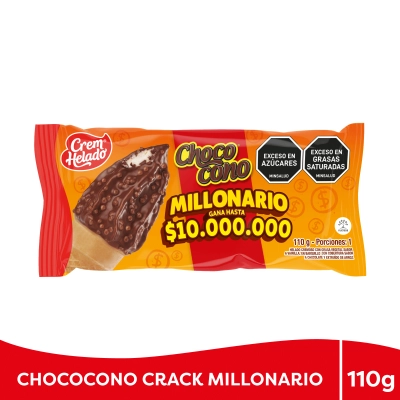 Crem
Helado
Choco
cono
MILLONARIO
GANA HASTA
$10.000.000
EXCESO EN
AZÚCARES
MINSALUD
EXCESO EN
GRASAS
SATURADAS
MINSALUD
110 g - Porciones: 1
CHOCOCONO CRACK MILLONARIO
110g